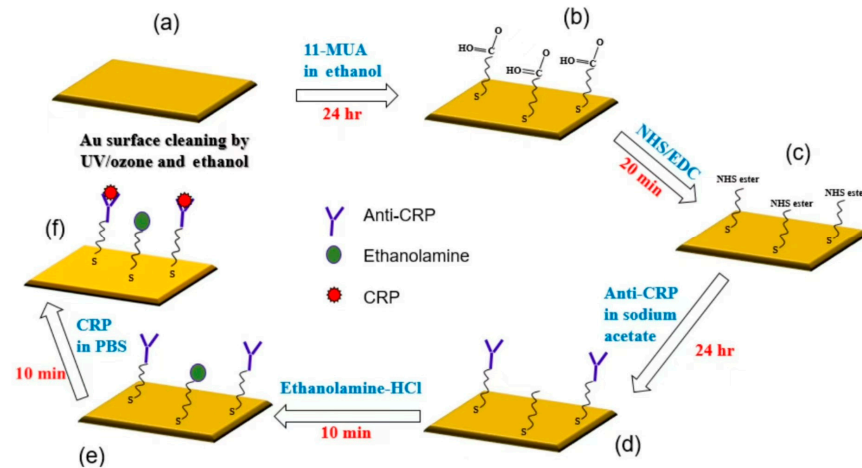 (a)
Au surface cleaning by
UV/ozone and ethanol
11-MUA
in ethanol
24 hr
(b)
O
HO
C
O
HO
C
O
HO
C
S
S
S
NHS/EDC
20 min
(c)
NHS ester
NHS ester
NHS este
S
S
S
Anti-CRP
in sodium
acetate
24 hr
(d)
S
S
S
Ethanolamine-HCl
10 min
(e)
S
S
S
CRP
in PBS
10 min
(f)
S
S
S
Anti-CRP
Ethanolamine
CRP